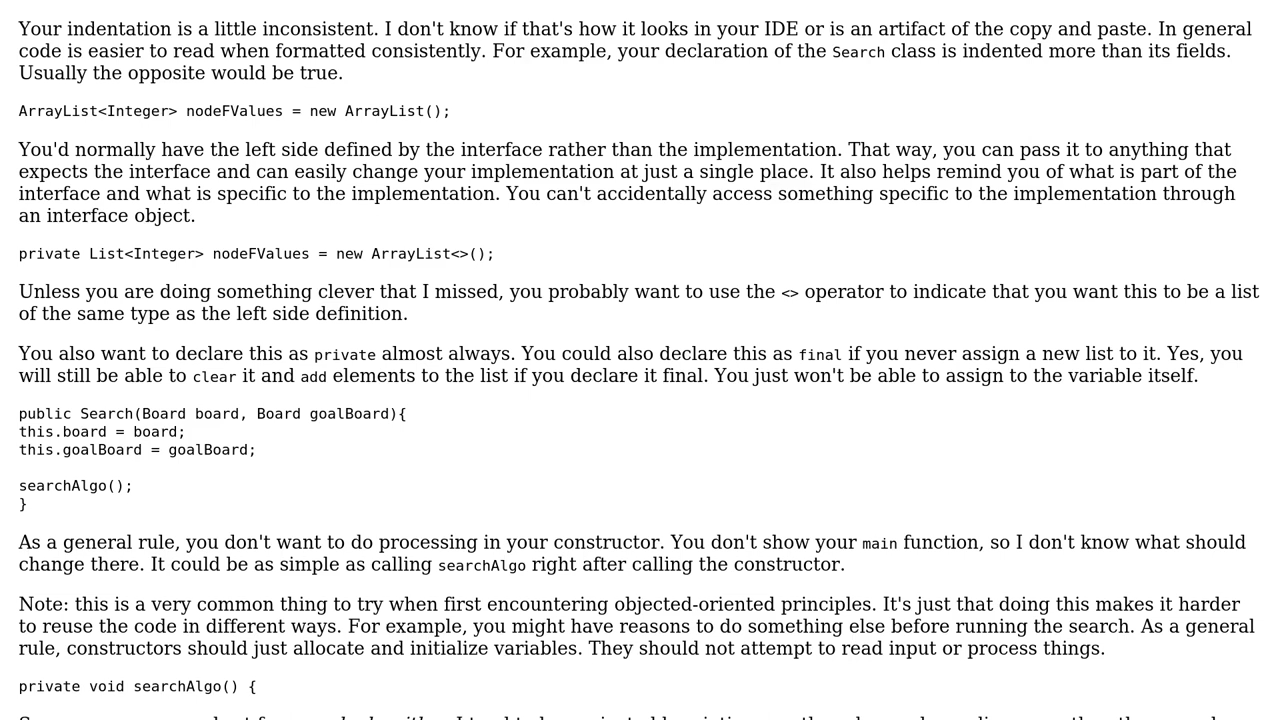 Your indentation is a little inconsistent. I don't know if that's how it looks in your IDE or is an artifact of the copy and paste. In general
code is easier to read when formatted consistently. For example, your declaration of the Search class is indented more than its fields.
Usually the opposite would be true.
ArrayList<Integer> nodeFValues = new ArrayList();
You'd normally have the left side defined by the interface rather than the implementation. That way, you can pass it to anything that
expects the interface and can easily change your implementation at just a single place. It also helps remind you of what is part of the
interface and what is specific to the implementation. You can't accidentally access something specific to the implementation through
an interface object.
private List<Integer> nodeFValues = new ArrayList<>();
Unless you are doing something clever that I missed, you probably want to use the <> operator to indicate that you want this to be a list
of the same type as the left side definition.
You also want to declare this as private almost always. You could also declare this as final if you never assign a new list to it. Yes, you
will still be able to clear it and add elements to the list if you declare it final. You just won't be able to assign to the variable itself.
public Search(Board board, Board goalBoard){
this.board = board;
this.goalBoard = goalBoard;
searchAlgo();
}
As a general rule, you don't want to do processing in your constructor. You don't show your main function, so I don't know what should
change there. It could be as simple as calling searchAlgo right after calling the constructor.
Note: this is a very common thing to try when first encountering objected-oriented principles. It's just that doing this makes it harder
to reuse the code in different ways. For example, you might have reasons to do something else before running the search. As a general
rule, constructors should just allocate and initialize variables. They should not attempt to read input or process things.
private void searchAlgo() {